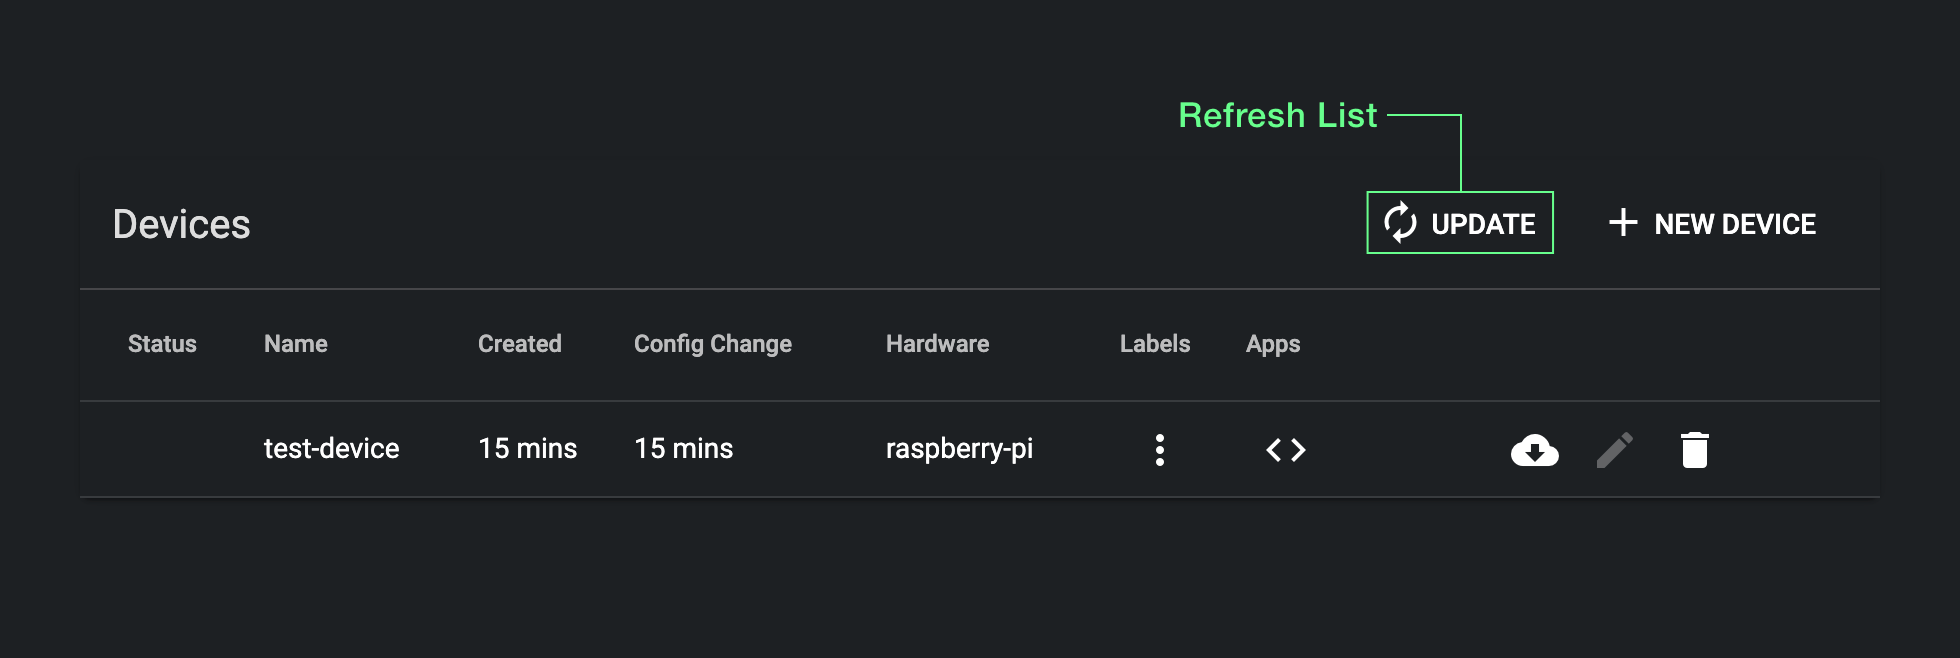 Refresh List
Devices UPDATE NEW DEVICE
Status Name Created Config Change Hardware Labels Apps
test-device 15 mins 15 mins raspberry-pi